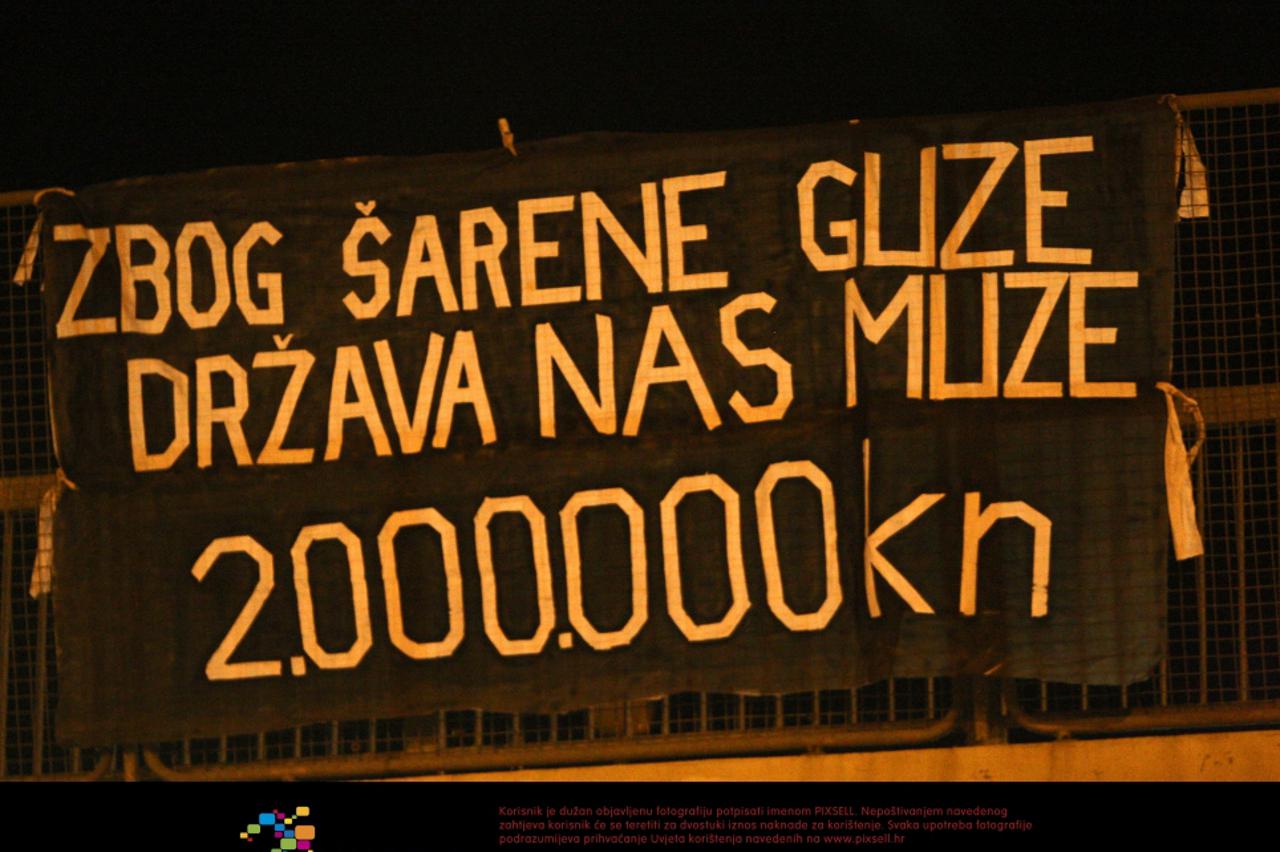 ZBOG ŠARENE GUZE
DRŽAVA NAS MUZE
2.000.000 kn
Korisnik je dužan objavljenu fotografiju potpisati imenom PIXSELL. Nepoštivanjem navedenog
zahtjeva korisnik će se teretiti za dvostuki iznos naknade za korištenje. Svaka upotreba fotografije
podrazumijeva prihvaćanje Uvjeta korištenja navedenih na www.pixsell.hr